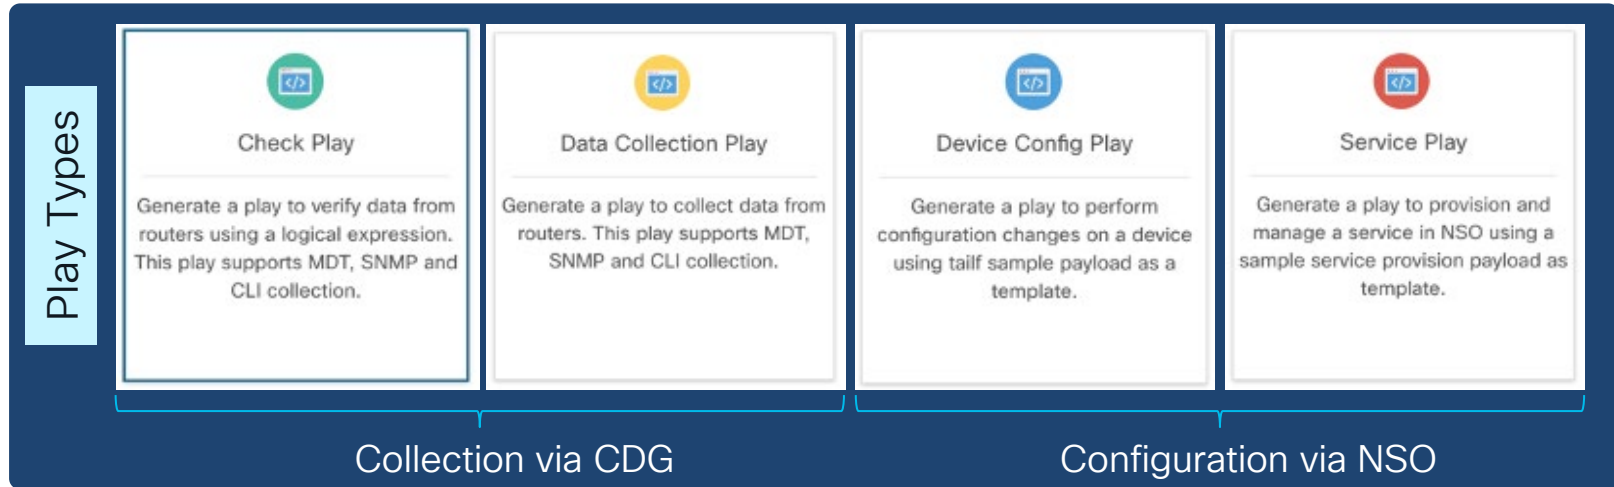 Play Types
</>
Check Play
Generate a play to verify data from
routers using a logical expression.
This play supports MDT, SNMP and
CLI collection.
</>
Data Collection Play
Generate a play to collect data from
routers. This play supports MDT,
SNMP and CLI collection.
</>
Device Config Play
Generate a play to perform
configuration changes on a device
using tailf sample payload as a
template.
</>
Service Play
Generate a play to provision and
manage a service in NSO using a
sample service provision payload as
template.
Collection via CDG
Configuration via NSO